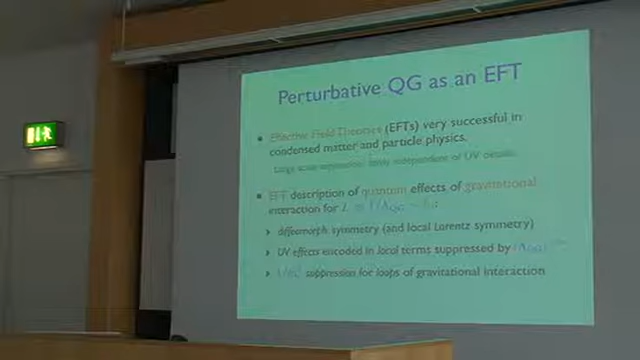 Perturbative QG as an EFT
Effective Field Theories (EFTs) very successful in
condensed matter and particle physics.
Large scale separation: fairly independent of UV details
EFT description of quantum effects of gravitational
interaction for
diffeomorph symmetry (and local Lorentz symmetry)
UV effects encoded in local terms suppressed by
suppression for loops of gravitational interaction